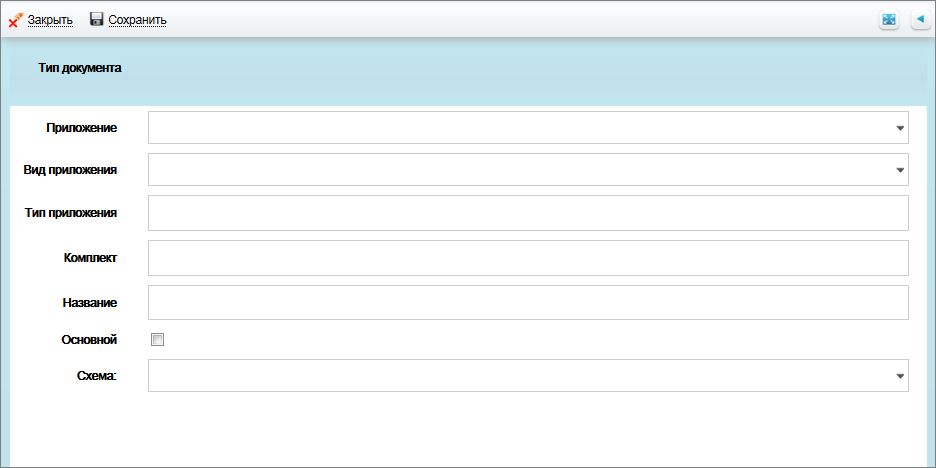 Закрыть Сохранить
Тип документа
Приложение
Вид приложения
Тип приложения
Комплект
Название
Основной
Схема: